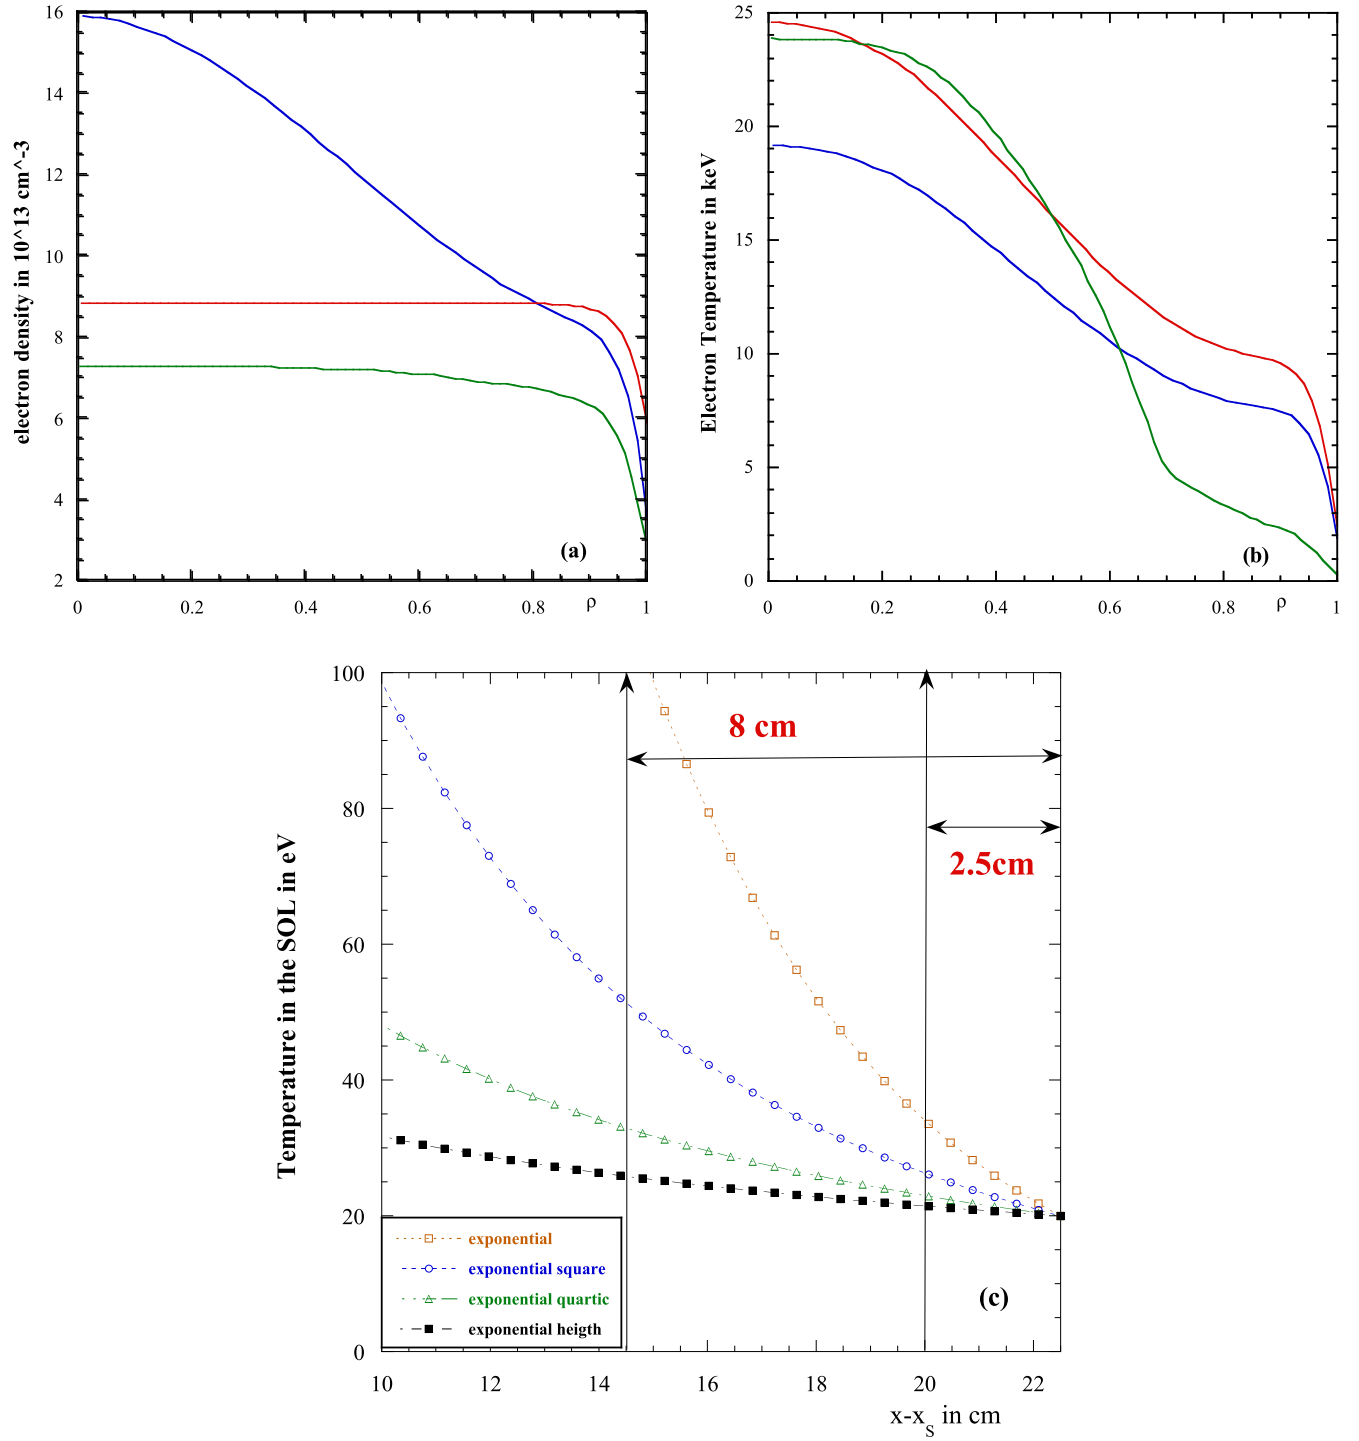 16
14
12
10
8
6
4
2
electron density in 10^13 cm^-3
(a)
0
0.2
0.4
0.6
0.8
ρ
1
25
20
15
10
5
0
Electron Temperature in keV
(b)
0
0.2
0.4
0.6
0.8
ρ
1
100
80
60
40
20
0
Temperature in the SOL in eV
8 cm
2.5cm
exponential
exponential square
exponential quartic
exponential heigth
(c)
10
12
14
16
18
20
22
x-xS in cm